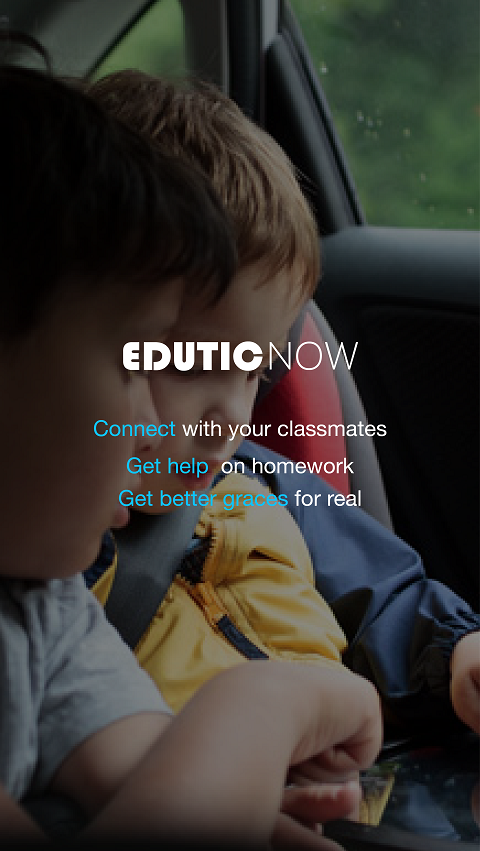 EDUTICNOW
Connect with your classmates
Get help on homework
Get better graces for real